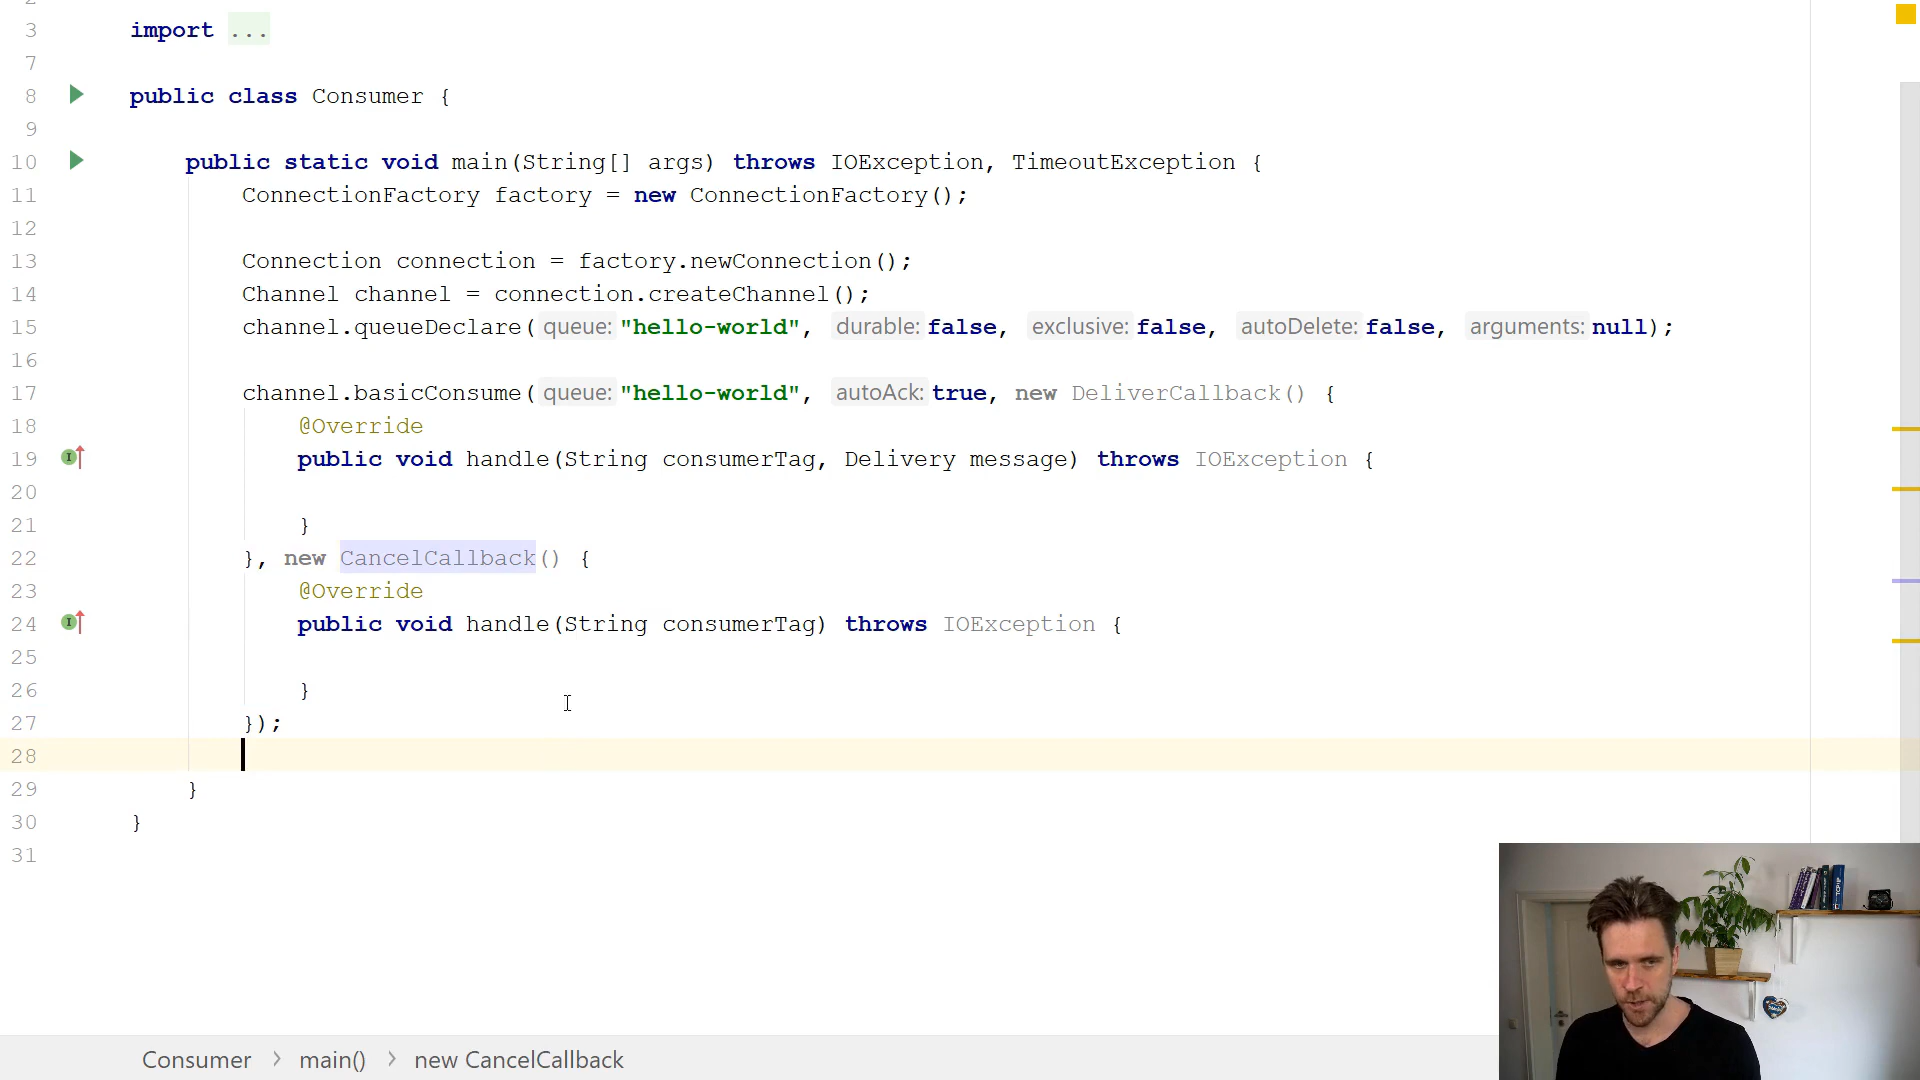 2
3 import ...
7
8 public class Consumer {
9
10 public static void main(String[] args) throws IOException, TimeoutException {
11 ConnectionFactory factory = new ConnectionFactory();
12
13 Connection connection = factory.newConnection();
14 Channel channel = connection.createChannel();
15 channel.queueDeclare( queue: "hello-world", durable: false, exclusive: false, autoDelete: false, arguments: null);
16
17 channel.basicConsume( queue: "hello-world", autoAck: true, new DeliverCallback() {
18 @Override
19 public void handle(String consumerTag, Delivery message) throws IOException {
20
21 }
22 }, new CancelCallback() {
23 @Override
24 public void handle(String consumerTag) throws IOException {
25
26 }
27 });
28
29 }
30 }
31
Consumer > main() > new CancelCallback